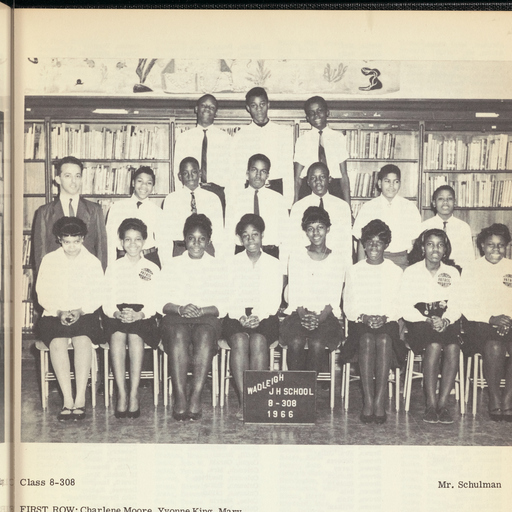 WADLEIGH
J H SCHOOL
8-308
1966
Class 8-308
Mr. Schulman
FIRST ROW: Charlene Moore, Yvonne King, Mary